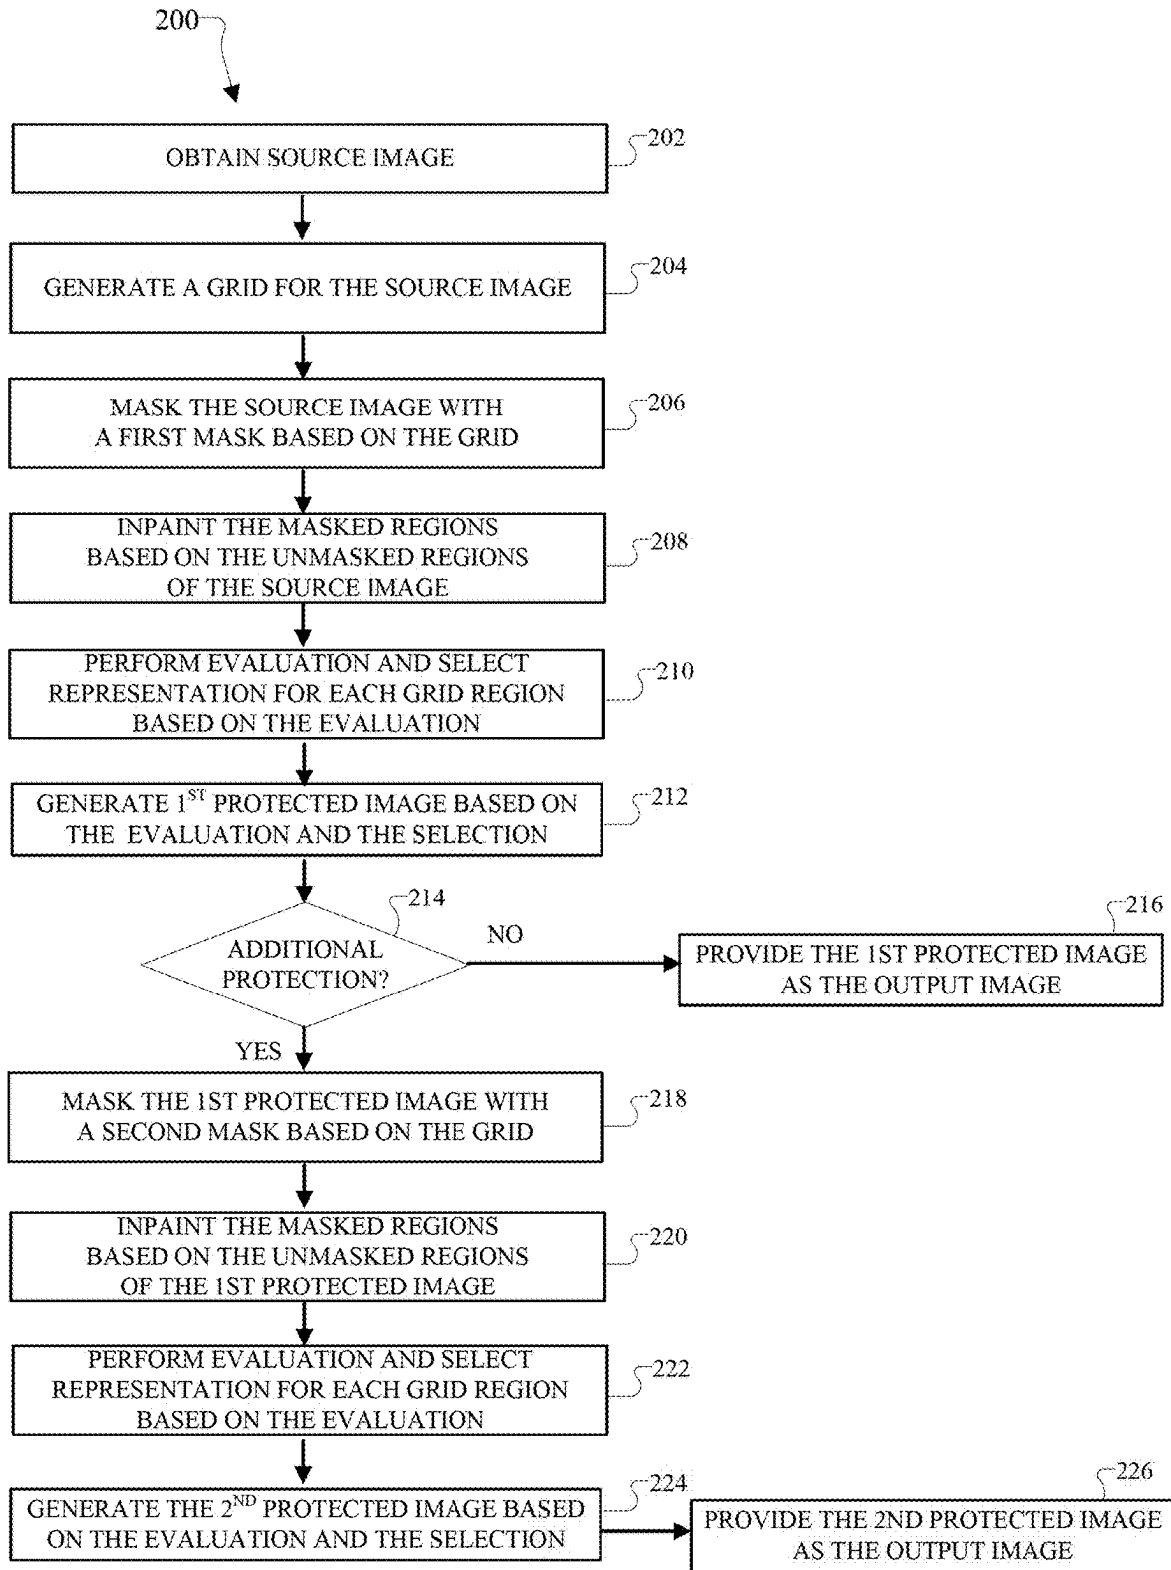 200
OBTAIN SOURCE IMAGE
202
GENERATE A GRID FOR THE SOURCE IMAGE
204
MASK THE SOURCE IMAGE WITH
A FIRST MASK BASED ON THE GRID
206
INPAINT THE MASKED REGIONS
BASED ON THE UNMASKED REGIONS
OF THE SOURCE IMAGE
208
PERFORM EVALUATION AND SELECT
REPRESENTATION FOR EACH GRID REGION
BASED ON THE EVALUATION
210
GENERATE 1ST PROTECTED IMAGE BASED ON
THE EVALUATION AND THE SELECTION
212
ADDITIONAL
PROTECTION?
214
NO
PROVIDE THE 1ST PROTECTED IMAGE
AS THE OUTPUT IMAGE
216
YES
MASK THE 1ST PROTECTED IMAGE WITH
A SECOND MASK BASED ON THE GRID
218
INPAINT THE MASKED REGIONS
BASED ON THE UNMASKED REGIONS
OF THE 1ST PROTECTED IMAGE
220
PERFORM EVALUATION AND SELECT
REPRESENTATION FOR EACH GRID REGION
BASED ON THE EVALUATION
222
GENERATE THE 2ND PROTECTED IMAGE BASED
ON THE EVALUATION AND THE SELECTION
224
PROVIDE THE 2ND PROTECTED IMAGE
AS THE OUTPUT IMAGE
226